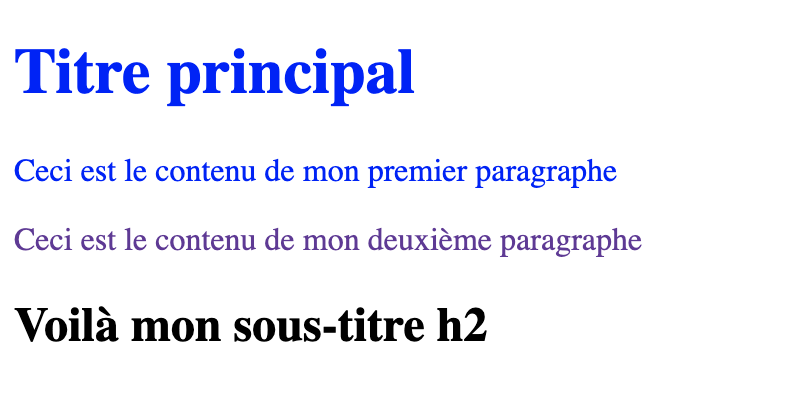 Titre principal
Ceci est le contenu de mon premier paragraphe
Ceci est le contenu de mon deuxième paragraphe
Voilà mon sous-titre h2